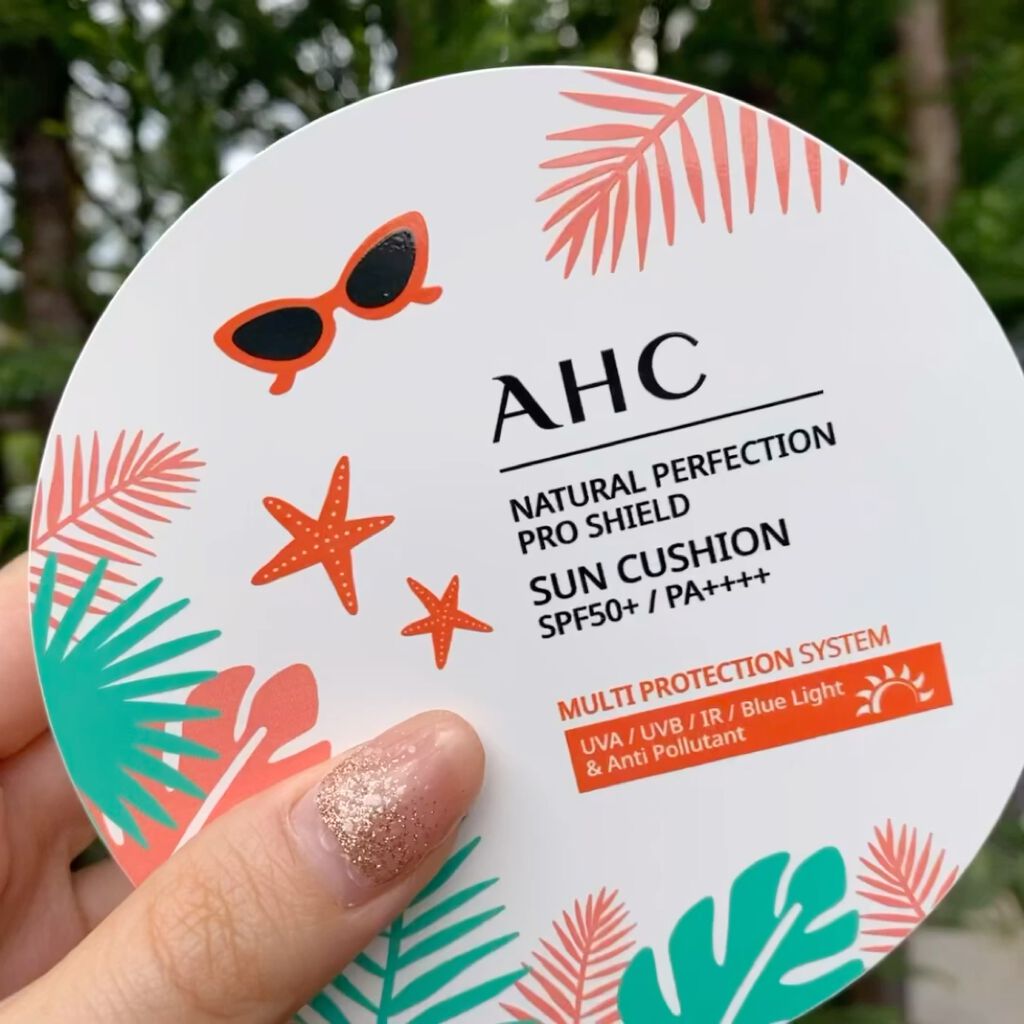 AHC
NATURAL PERFECTION
PRO SHIELD
SUN CUSHION
SPF50+ / PA++++
MULTI PROTECTION SYSTEM
UVA / UVB / IR / Blue Light
& Anti Pollutant